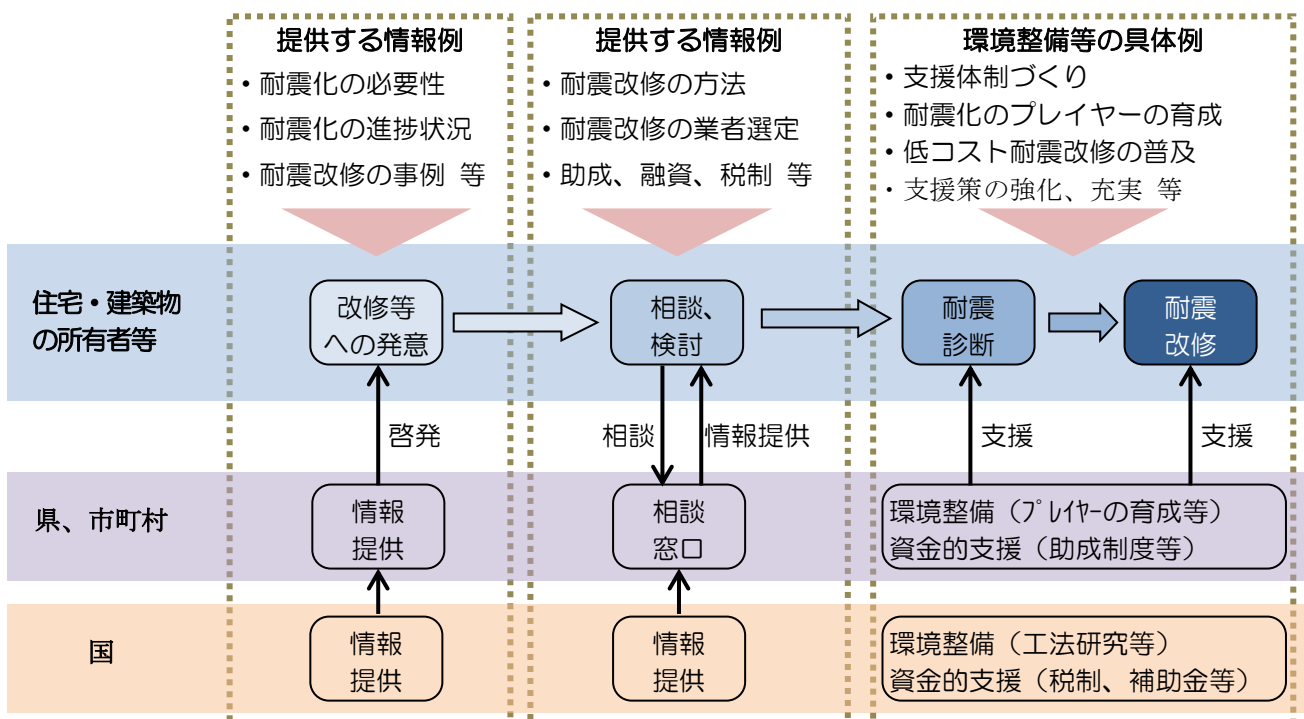 提供する情報例
・耐震化の必要性
・耐震化の進捗状況
・耐震改修の事例 等
提供する情報例
・耐震改修の方法
・耐震改修の業者選定
・助成、融資、税制 等
環境整備等の具体例
・支援体制づくり
・耐震化のプレイヤーの育成
・低コスト耐震改修の普及
・支援策の強化、充実 等
住宅・建築物
の所有者等
改修等
への発意
相談、
検討
耐震
診断
耐震
改修
啓発
相談
情報提供
支援
支援
県、市町村
情報
提供
相談
窓口
環境整備（ﾌﾟﾚｲﾔｰの育成等）
資金的支援（助成制度等）
国
情報
提供
情報
提供
環境整備（工法研究等）
資金的支援（税制、補助金等）